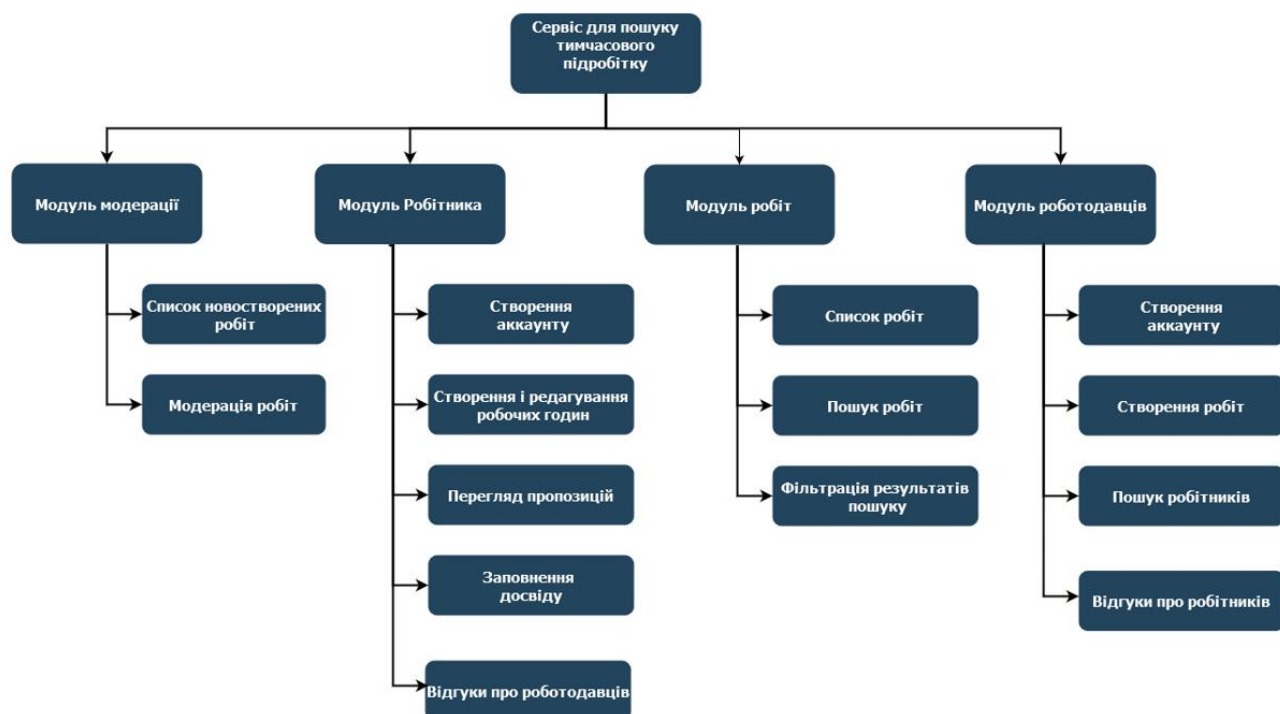 Сервіс для пошуку
тимчасового
підробітку
Модуль модерації
Модуль Робітника
Модуль робіт
Модуль роботодавців
Список новостворених
робіт
Модерація робіт
Створення
аккаунту
Створення і редагування
робочих годин
Перегляд пропозицій
Заповнення
досвіду
Відгуки про роботодавців
Список робіт
Пошук робіт
Фільтрація результатів
пошуку
Створення
аккаунту
Створення робіт
Пошук робітників
Відгуки про робітників